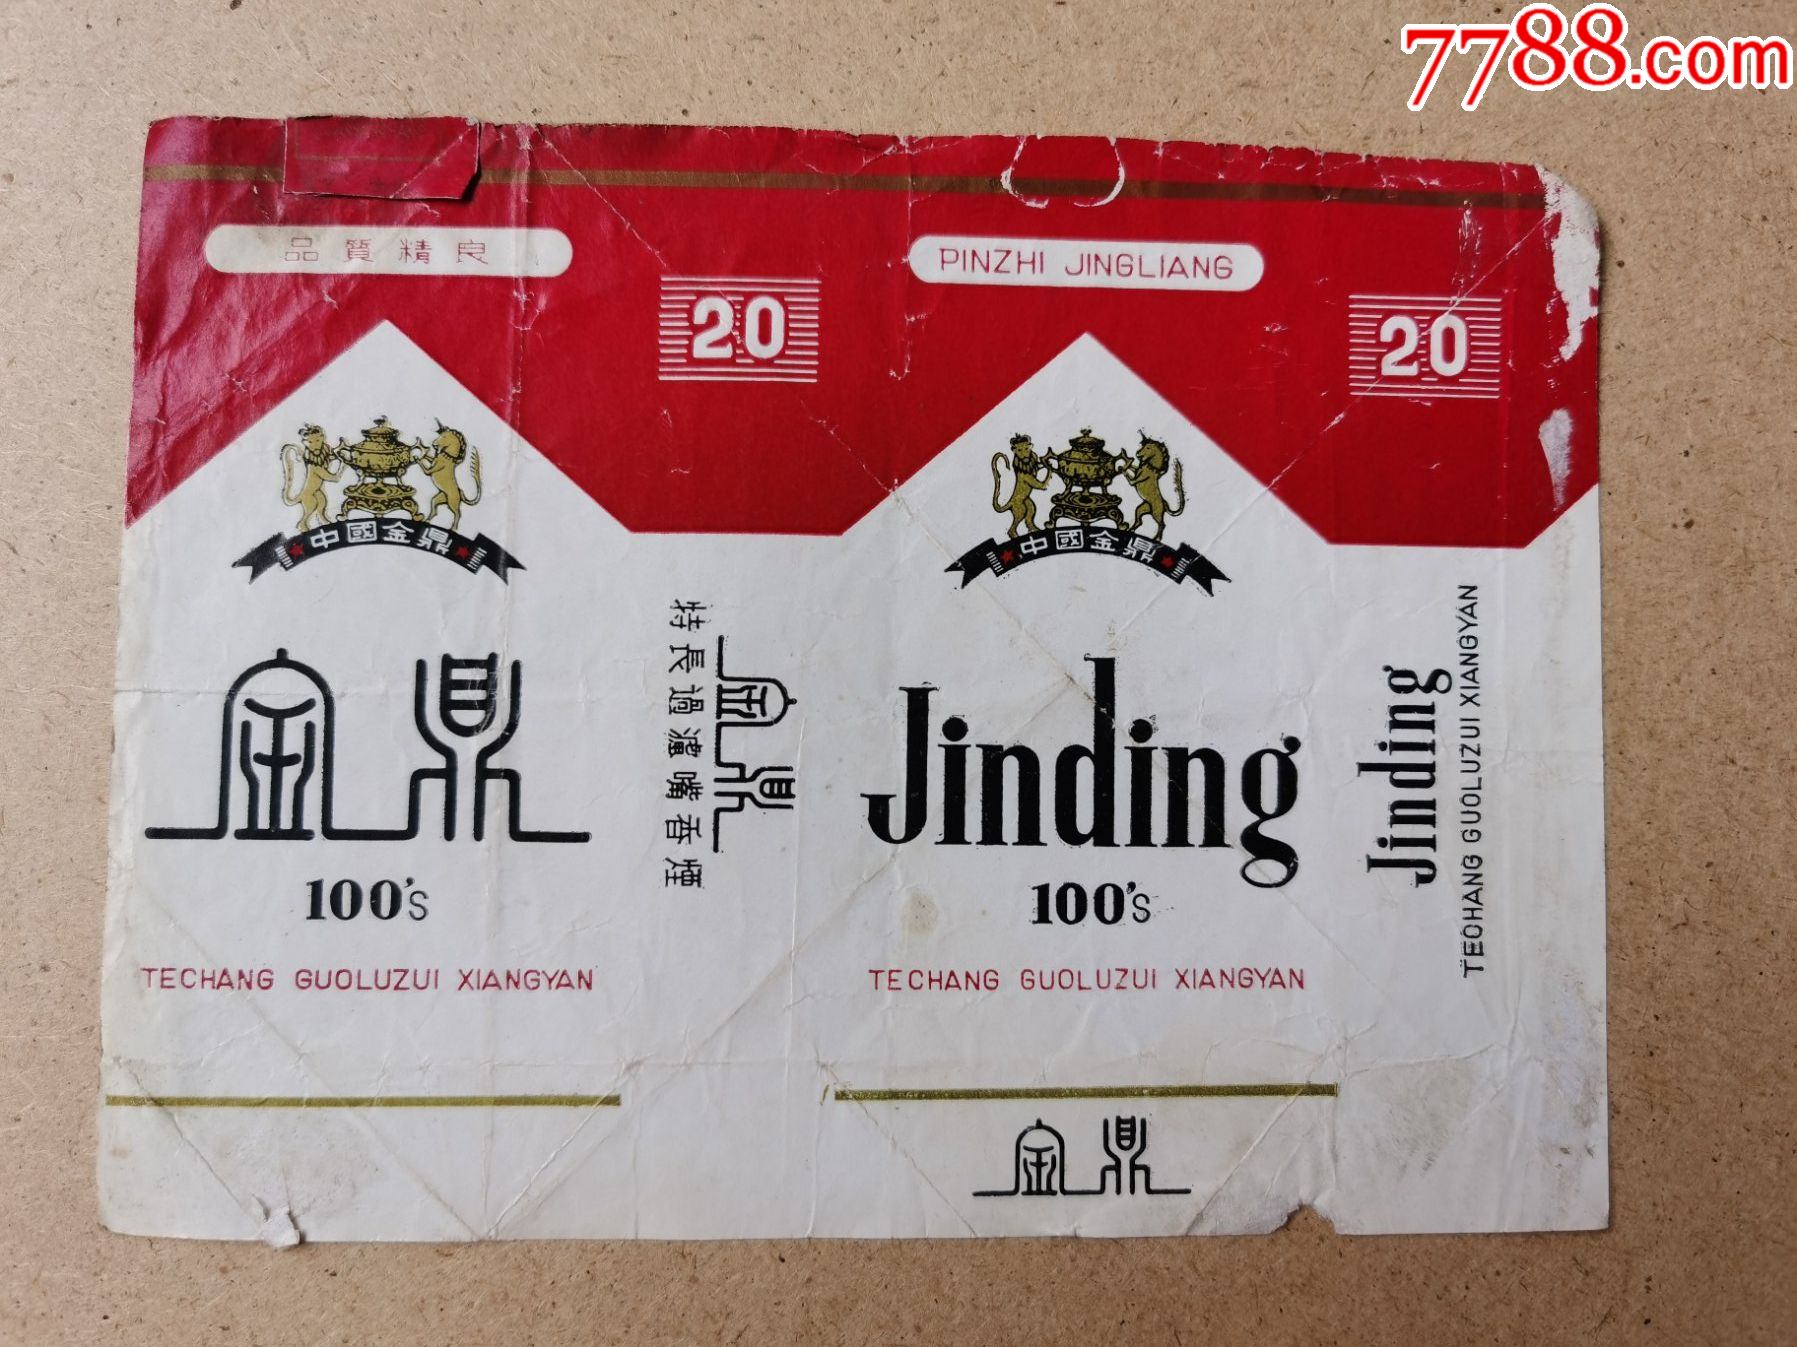 7788.com
品質精良
20
中國金鼎
金鼎
100's
TECHANG GUOLUZUI XIANGYAN
金鼎
特長過濾嘴香煙
PINZHI JINGLIANG
20
中國金鼎
Jinding
100's
TECHANG GUOLUZUI XIANGYAN
金鼎
Jinding
TECHANG GUOLUZUI XIANGYAN